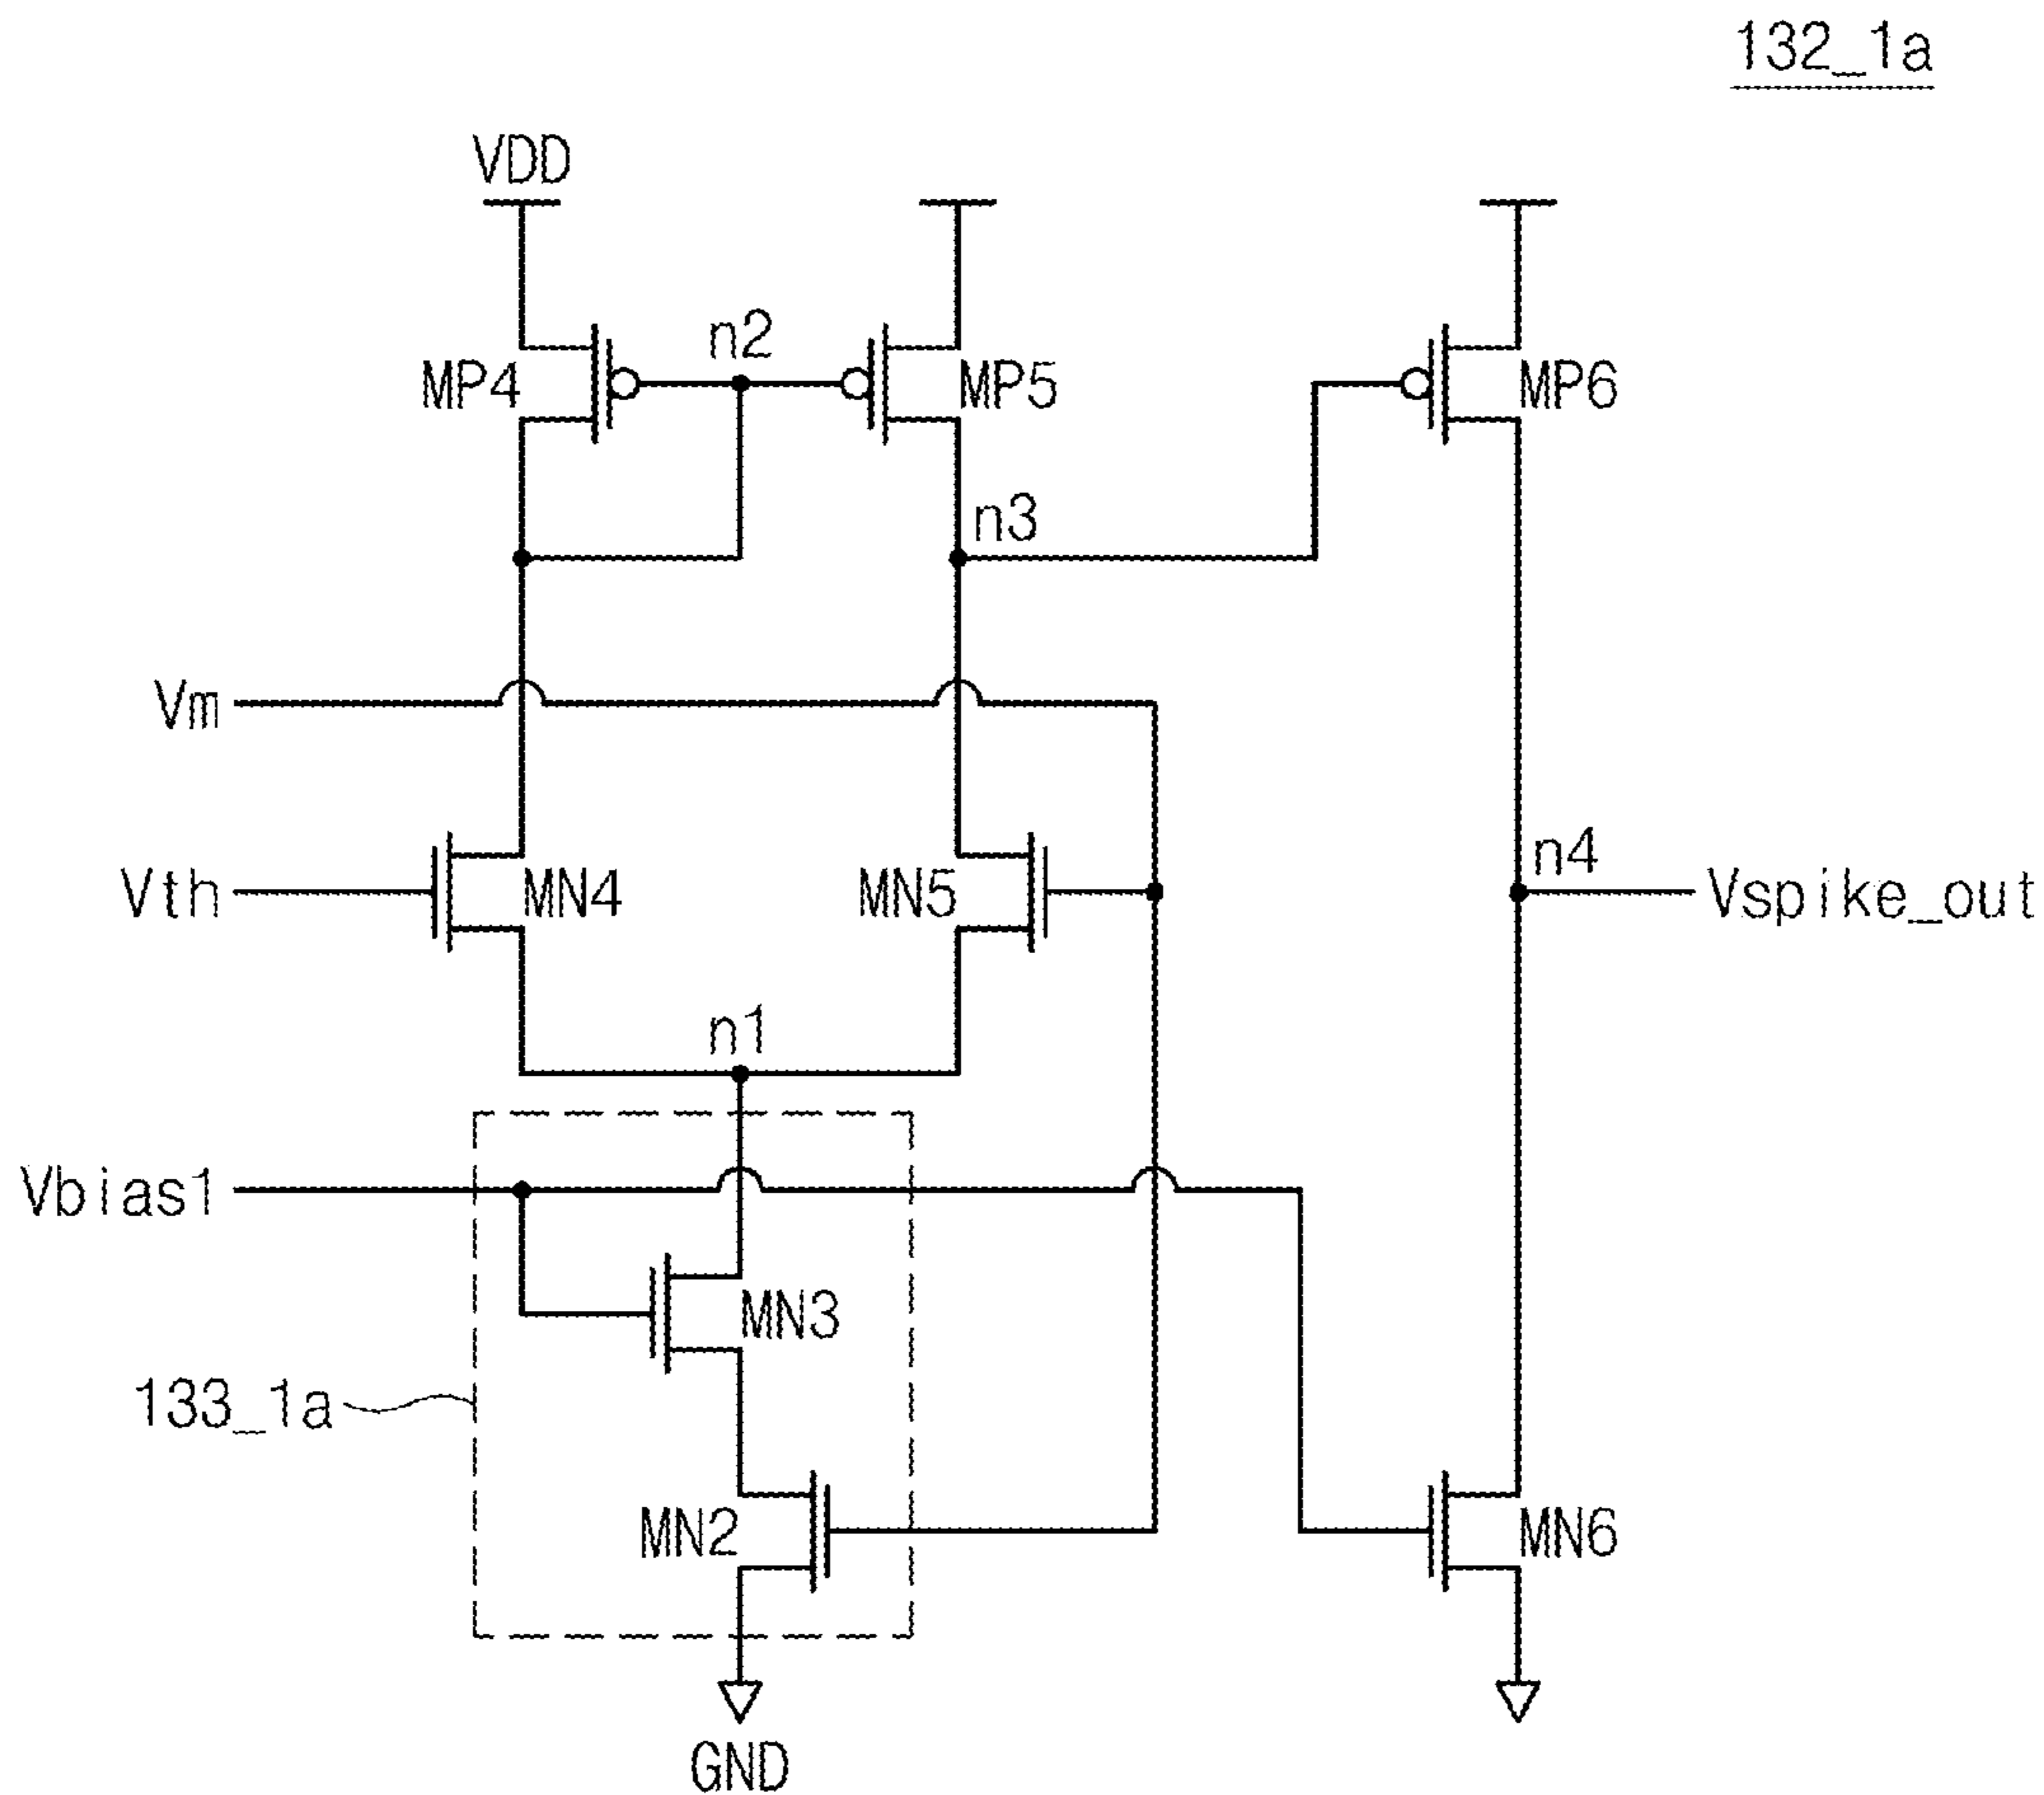 132_1a
VDD
n2
MP4
MP5
MP6
n3
Vm
n4
Vth
MN4
MN5
Vspike_out
n1
Vbias1
MN3
133_1a
MN2
MN6
GND